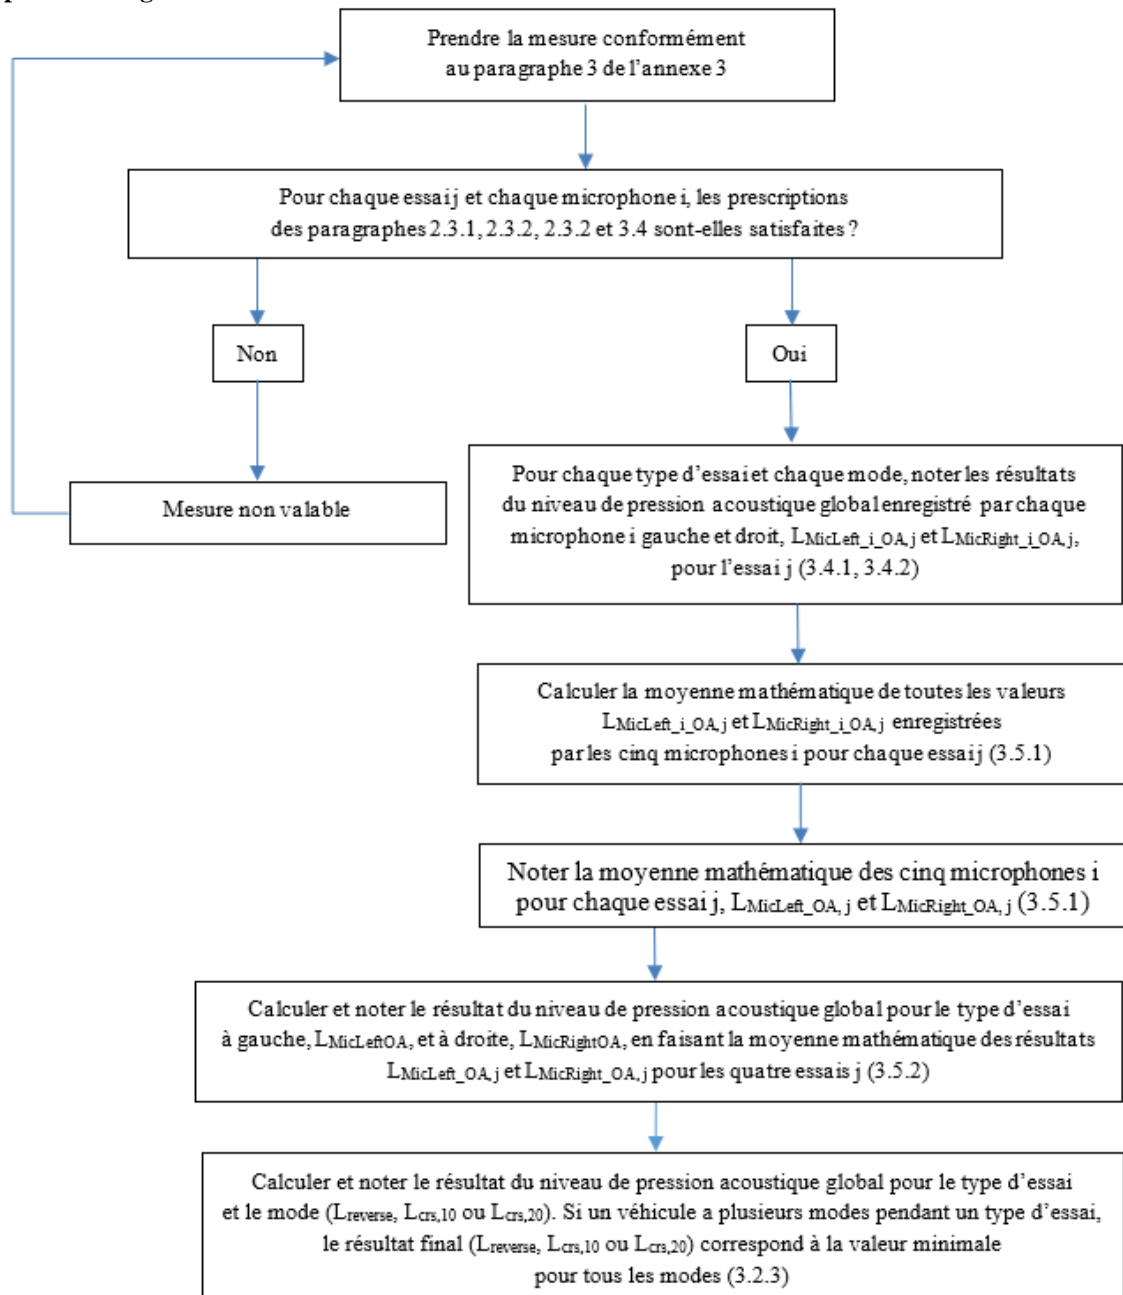 Prendre la mesure conformément
au paragraphe 3 de l'annexe 3
Pour chaque essai j et chaque microphone i, les prescriptions
des paragraphes 2.3.1, 2.3.2, 2.3.2 et 3.4 sont-elles satisfaites ?
Non
Oui
Mesure non valable
Pour chaque type d'essai et chaque mode, noter les résultats
du niveau de pression acoustique global enregistré par chaque
microphone i gauche et droit, LMicLeft_i_OA, j et LMicRight_i_OA, j,
pour l'essai j (3.4.1, 3.4.2)
Calculer la moyenne mathématique de toutes les valeurs
LMicLeft_i_OA, j et LMicRight_i_OA, j enregistrées
par les cinq microphones i pour chaque essai j (3.5.1)
Noter la moyenne mathématique des cinq microphones i
pour chaque essai j, LMicLeft_OA, j et LMicRight_OA, j (3.5.1)
Calculer et noter le résultat du niveau de pression acoustique global pour le type d'essai
à gauche, LMicLeftOA, et à droite, LMicRightOA, en faisant la moyenne mathématique des résultats
LMicLeft_OA, j et LMicRight_OA, j pour les quatre essais j (3.5.2)
Calculer et noter le résultat du niveau de pression acoustique global pour le type d'essai
et le mode (Lreverse, Lcrs,10 ou Lcrs,20). Si un véhicule a plusieurs modes pendant un type d'essai,
le résultat final (Lreverse, Lcrs,10 ou Lcrs,20) correspond à la valeur minimale
pour tous les modes (3.2.3)